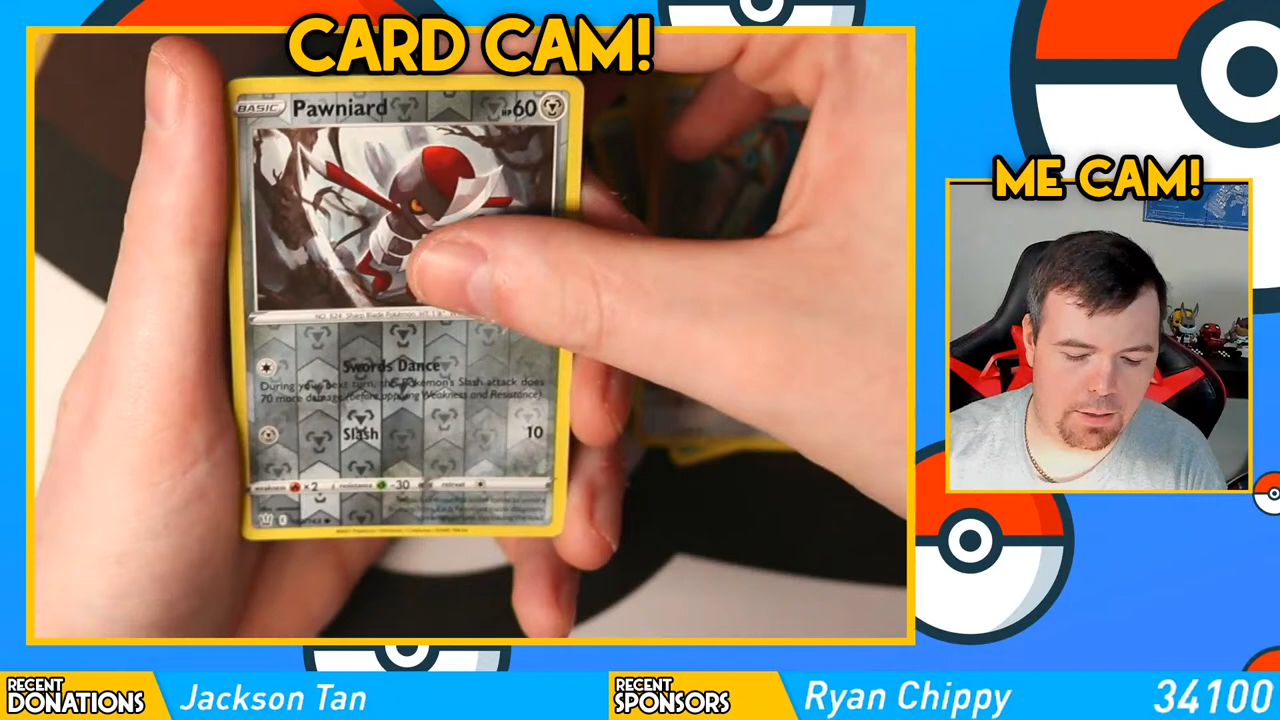 CARD CAM!
BASIC Pawniard HP 60
Swords Dance
During your next turn, this Pokémon's Slash attack does
70 more damage (before applying Weakness and Resistance).
Slash 10
weakness ×2 resistance -30 retreat
ME CAM!
RECENT
DONATIONS
Jackson Tan
RECENT
SPONSORS
Ryan Chippy
34100